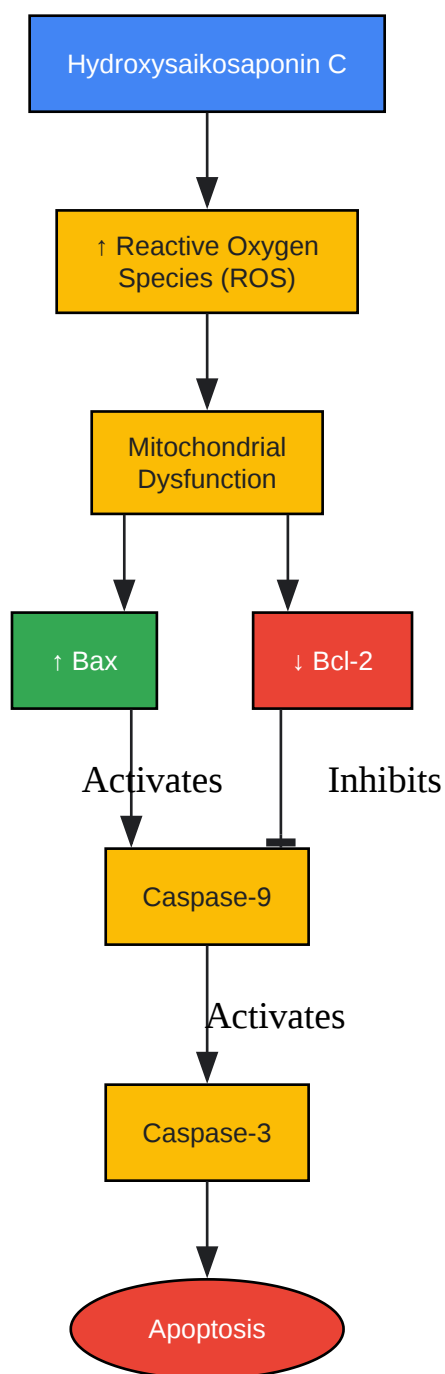 Hydroxysaikosaponin C
↑ Reactive Oxygen
Species (ROS)
Mitochondrial
Dysfunction
↑ Bax
↓ Bcl-2
Activates
Inhibits
Caspase-9
Activates
Caspase-3
Apoptosis